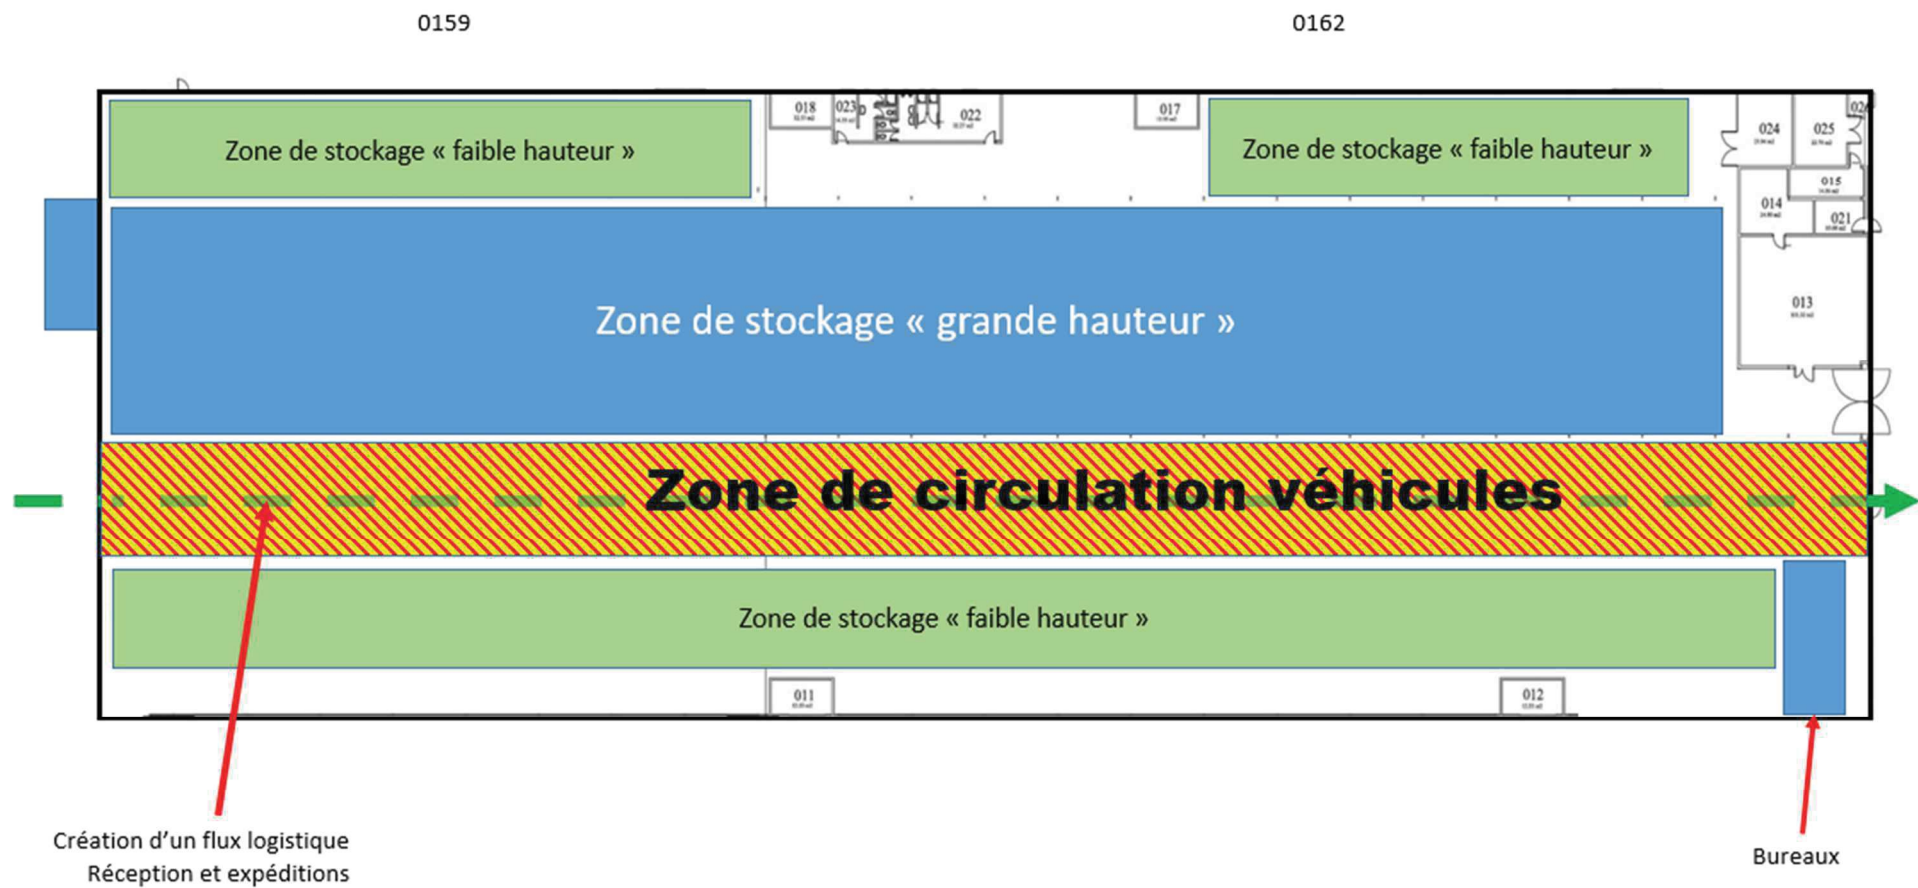 0159
0162
Zone de stockage « faible hauteur »
018
023
022
017
Zone de stockage « faible hauteur »
024
025
015
014
021
Zone de stockage « grande hauteur »
013
Zone de circulation véhicules
Zone de stockage « faible hauteur »
011
012
Création d’un flux logistique
Réception et expéditions
Bureaux